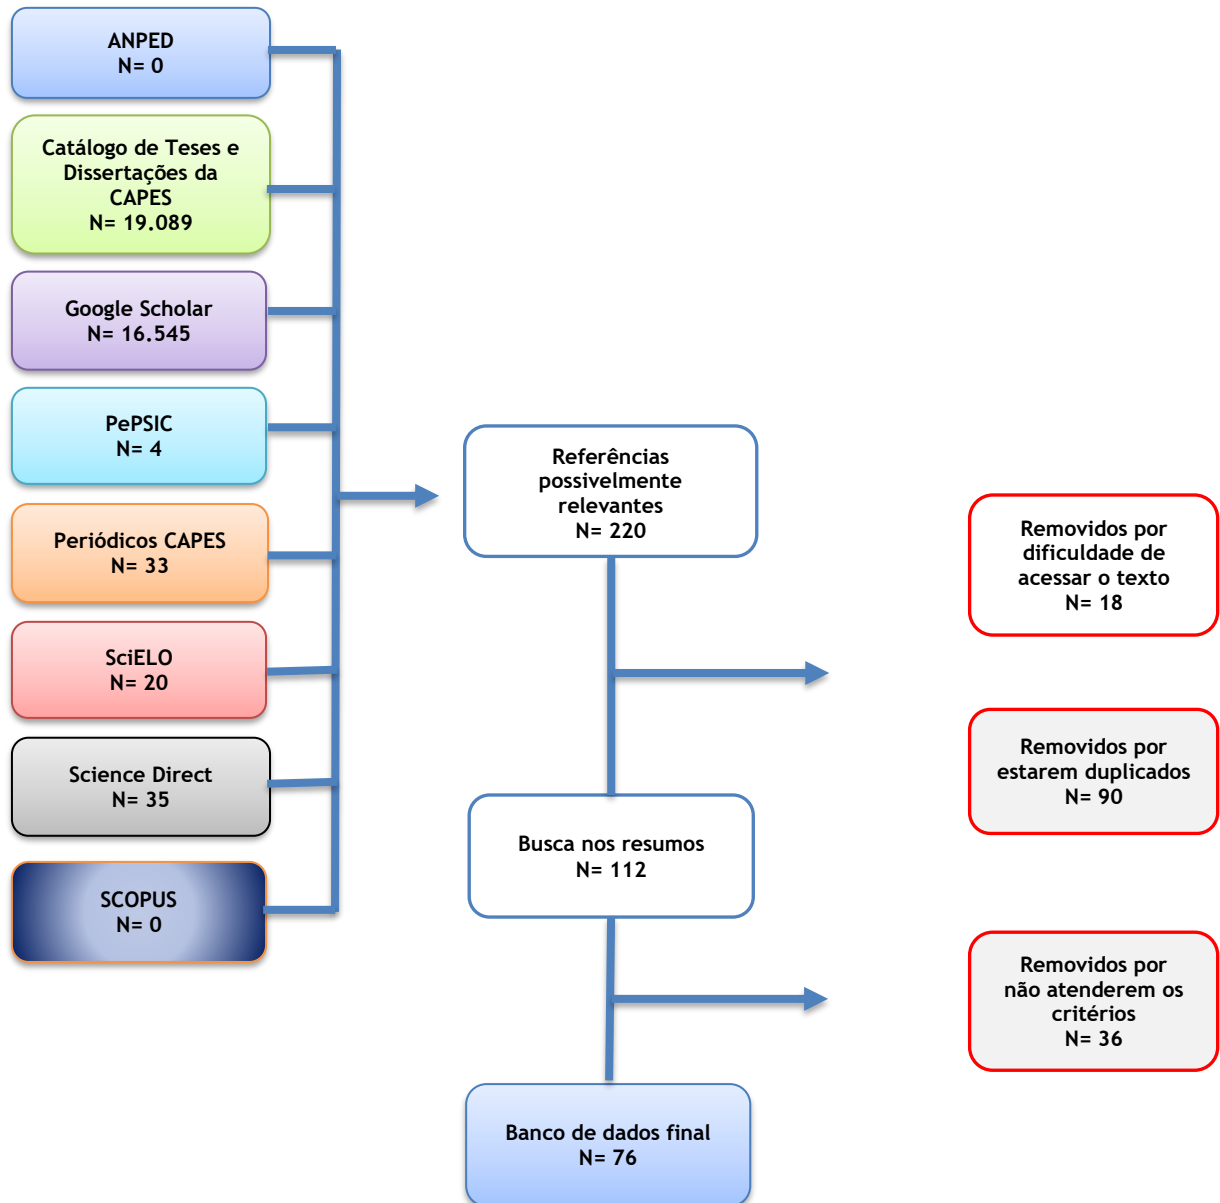 ANPED
N= 0
Catálogo de Teses e
Dissertações da
CAPES
N= 19.089
Google Scholar
N= 16.545
PePSIC
N= 4
Periódicos CAPES
N= 33
SciELO
N= 20
Science Direct
N= 35
SCOPUS
N= 0
Referências
possivelmente
relevantes
N= 220
Removidos por
dificuldade de
acessar o texto
N= 18
Removidos por
estarem duplicados
N= 90
Busca nos resumos
N= 112
Removidos por
não atenderem os
critérios
N= 36
Banco de dados final
N= 76